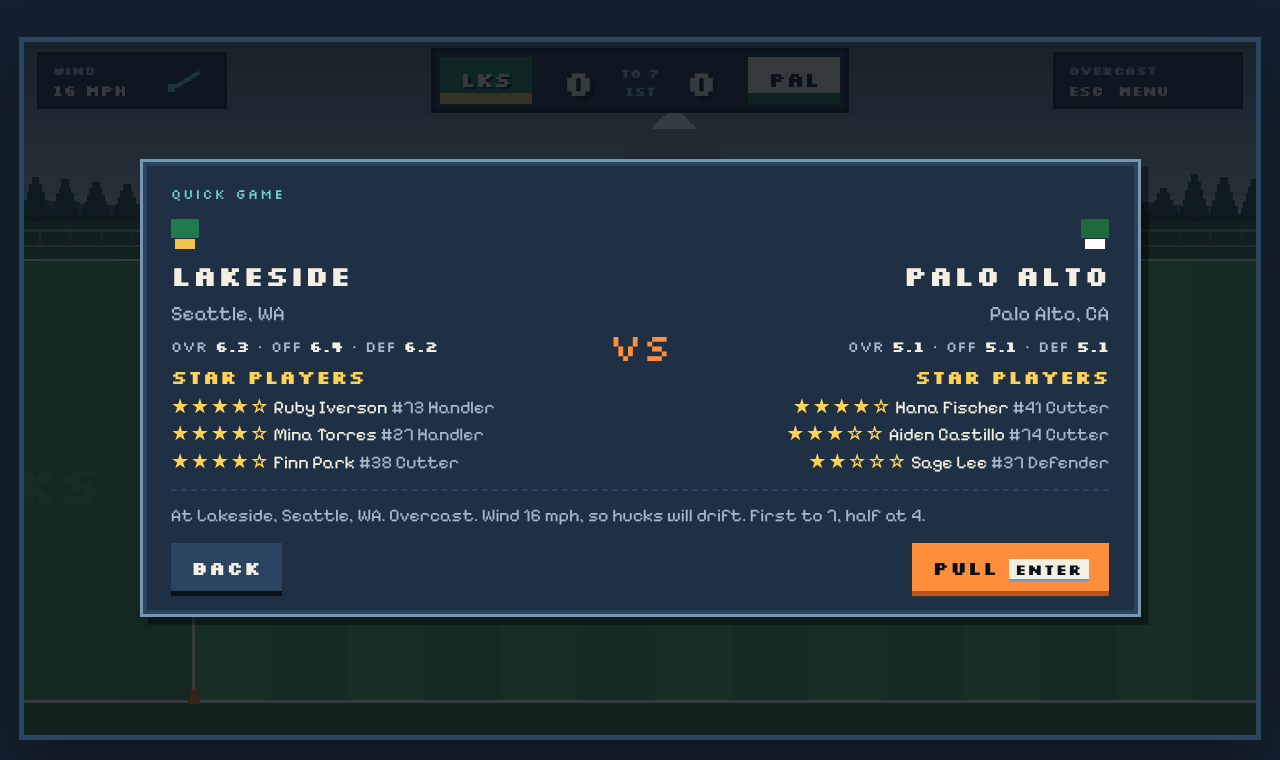 WIND
16 MPH
LKS 0 TO 7 1ST 0 PAL
OVERCAST
ESC MENU
QUICK GAME
LAKESIDE
Seattle, WA
OVR 6.3 · OFF 6.9 · DEF 6.2
STAR PLAYERS
★★★★☆ Ruby Iverson #73 Handler
★★★★☆ Mina Torres #27 Handler
★★★★☆ Finn Park #38 Cutter
VS
PALO ALTO
Palo Alto, CA
OVR 5.1 · OFF 5.1 · DEF 5.1
STAR PLAYERS
★★★★☆ Hana Fischer #41 Cutter
★★★☆☆ Aiden Castillo #74 Cutter
★★☆☆☆ Sage Lee #37 Defender
KS
At Lakeside, Seattle, WA. Overcast. Wind 16 mph, so hucks will drift. First to 7, half at 4.
BACK
PULL ENTER